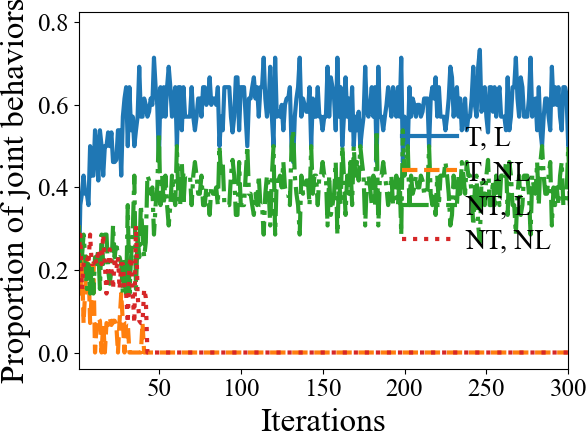 Proportion of joint behaviors
0.8
0.6
0.4
0.2
0.0
T, L
T, NL
NT, L
NT, NL
50
100
150
200
250
300
Iterations